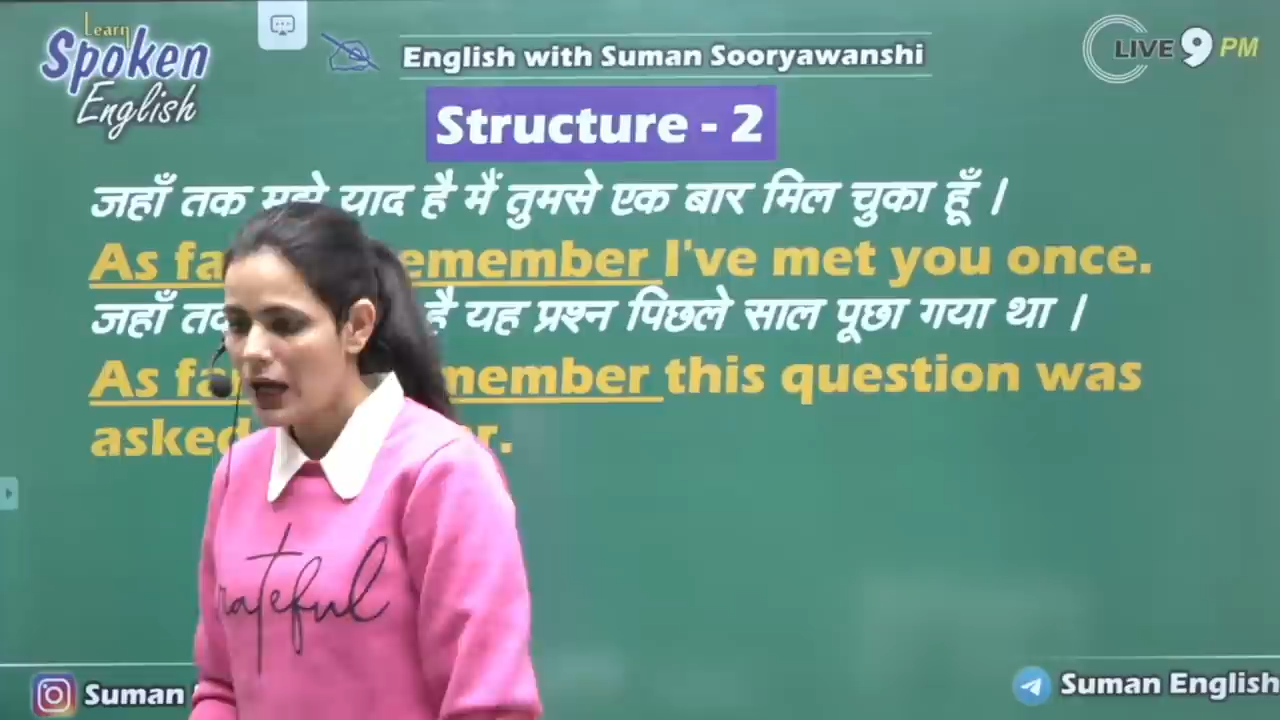 Learn
Spoken
English
English with Suman Sooryawanshi
LIVE 9 PM
Structure - 2
जहाँ तक मुझे याद है मैं तुमसे एक बार मिल चुका हूँ ।
As fa emember I've met you once.
जहाँ है यह प्रश्न पिछले साल पूछा गया था ।
As fa member this question was
asked r.
rateful
Suman
Suman English